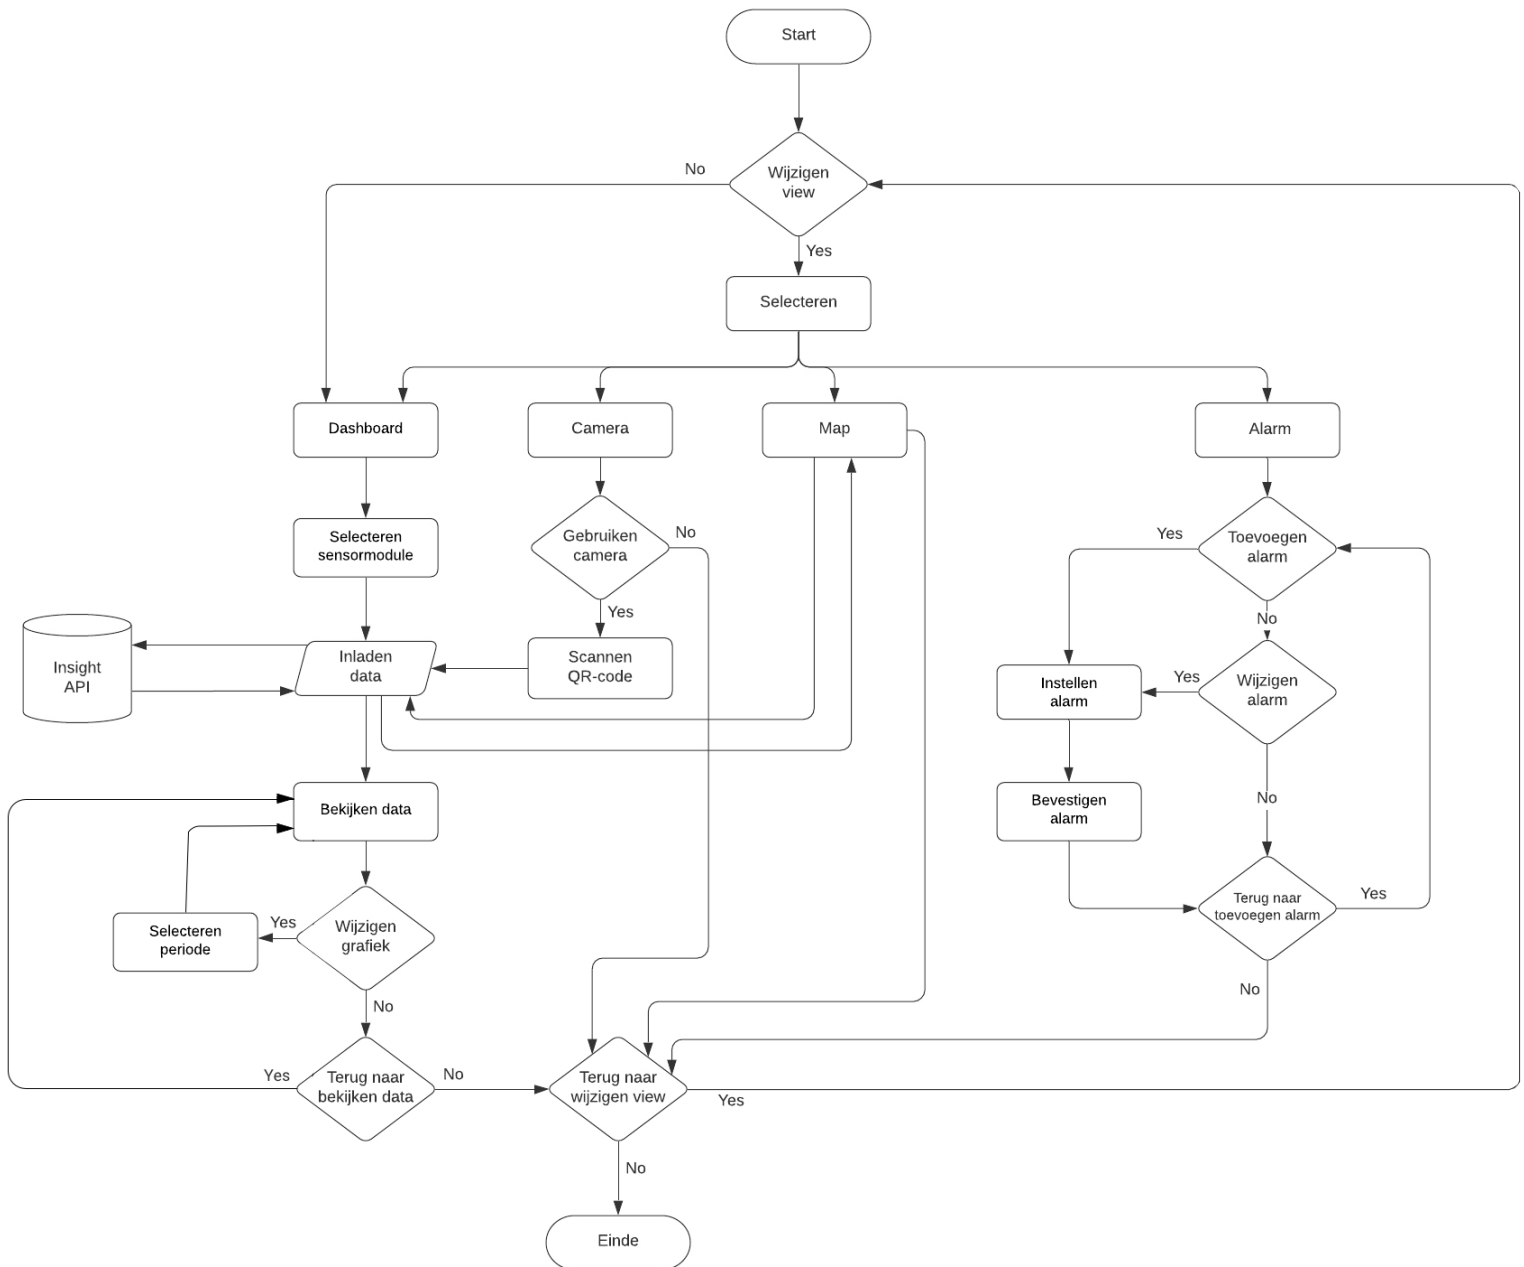 Start
No
Wijzigen
view
Yes
Selecteren
Dashboard
Camera
Map
Alarm
Selecteren
sensormodule
Gebruiken
camera
No
Yes
Toevoegen
alarm
No
Yes
Insight
API
Inladen
data
Scannen
QR-code
Instellen
alarm
Yes
Wijzigen
alarm
No
Bekijken data
Bevestigen
alarm
Selecteren
periode
Yes
Wijzigen
grafiek
No
Terug naar
toevoegen alarm
Yes
No
Yes
Terug naar
bekijken data
No
Terug naar
wijzigen view
Yes
No
Einde